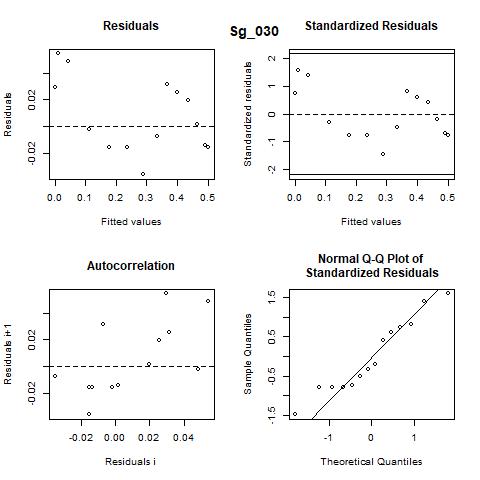 Sg_030
Residuals
Residuals
-0.02
0.02
0.0
0.1
0.2
0.3
0.4
0.5
Fitted values
Standardized Residuals
Standardized residuals
-2
-1
0
1
2
0.0
0.1
0.2
0.3
0.4
0.5
Fitted values
Autocorrelation
Residuals i+1
-0.02
0.02
-0.02
0.00
0.02
0.04
Residuals i
Normal Q-Q Plot of
Standardized Residuals
Sample Quantiles
-1.5
-0.5
0.5
1.5
-1
0
1
Theoretical Quantiles